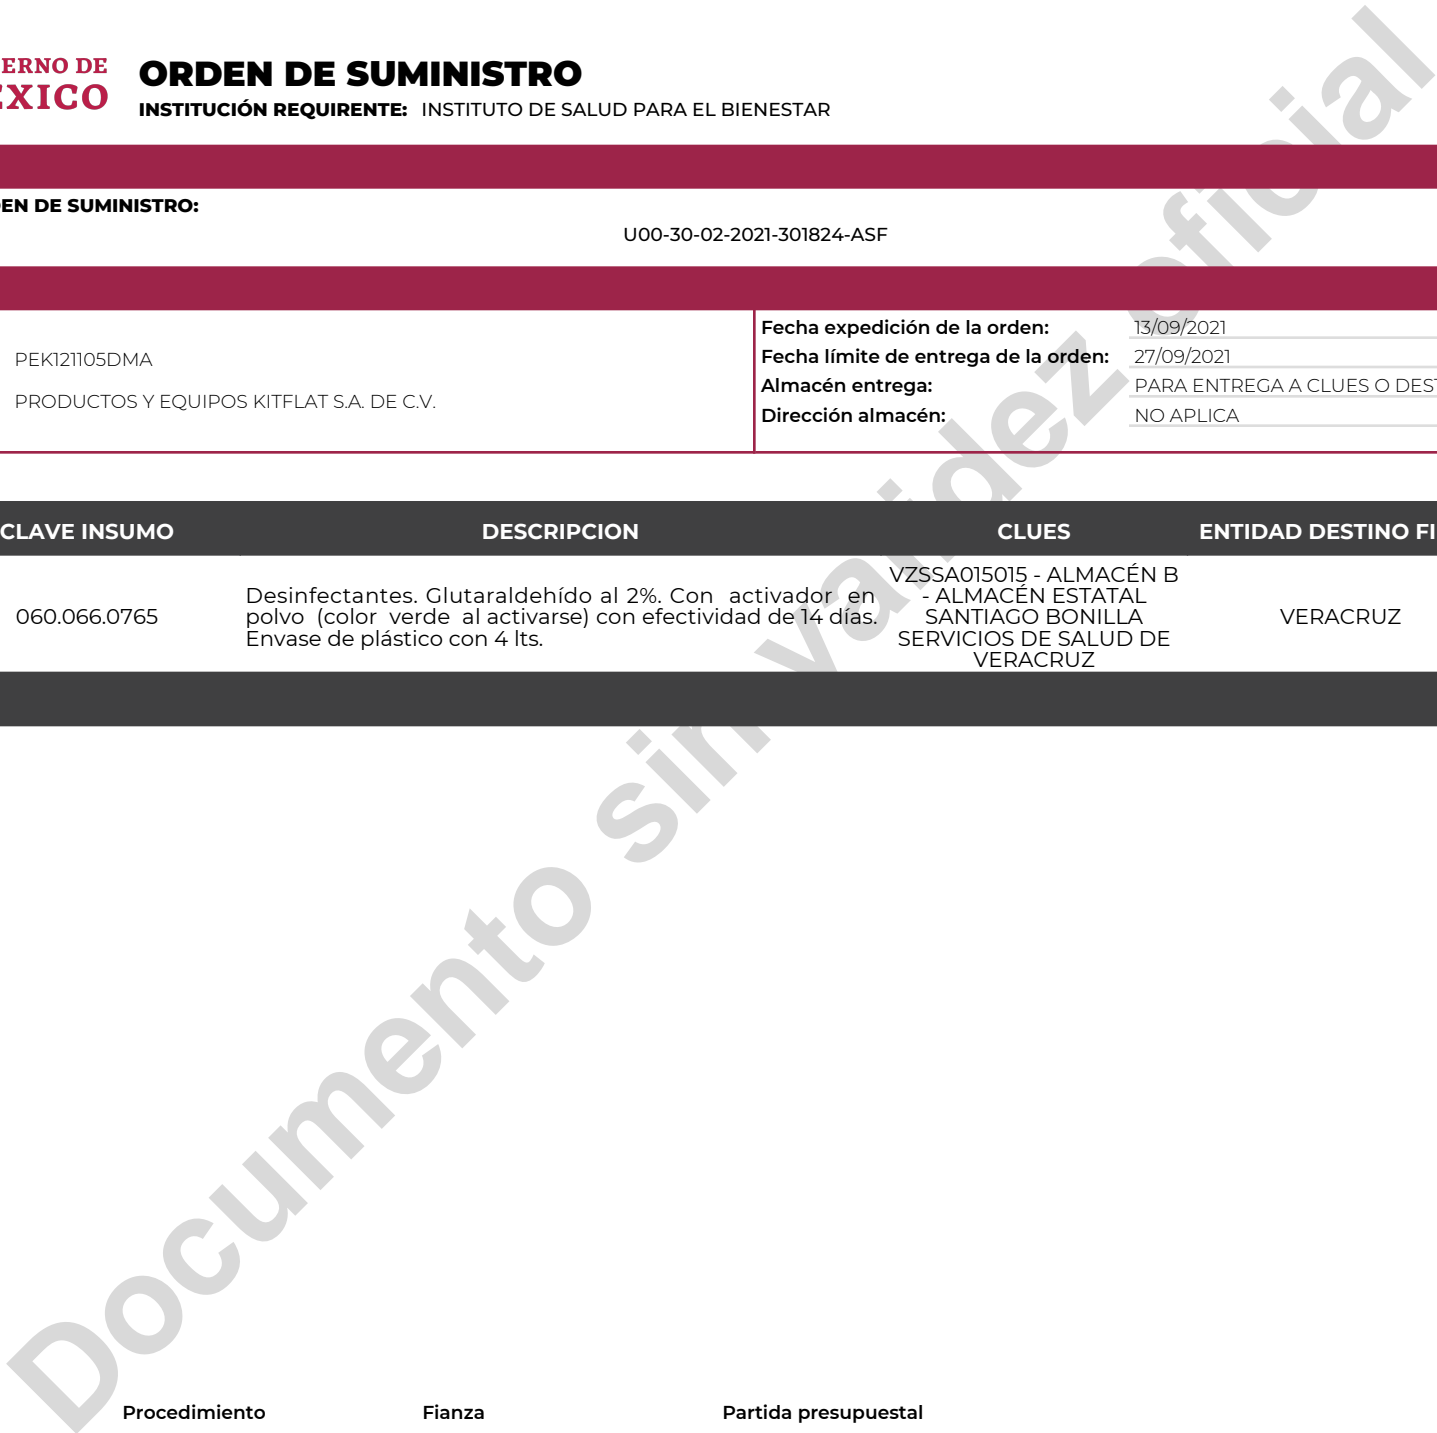 ERNO DE
EXICO
ORDEN DE SUMINISTRO
INSTITUCIÓN REQUIRENTE: INSTITUTO DE SALUD PARA EL BIENESTAR
EN DE SUMINISTRO:
U00-30-02-2021-301824-ASF
PEK121105DMA
PRODUCTOS Y EQUIPOS KITFLAT S.A. DE C.V.
Fecha expedición de la orden: 13/09/2021
Fecha límite de entrega de la orden: 27/09/2021
Almacén entrega: PARA ENTREGA A CLUES O DEST
Dirección almacén: NO APLICA
CLAVE INSUMO DESCRIPCION CLUES ENTIDAD DESTINO FI
060.066.0765
Desinfectantes. Glutaraldehído al 2%. Con activador en
polvo (color verde al activarse) con efectividad de 14 días.
Envase de plástico con 4 lts.
VZSSA015015 - ALMACÉN B
- ALMACÉN ESTATAL
SANTIAGO BONILLA
SERVICIOS DE SALUD DE
VERACRUZ
VERACRUZ
Documento sin validez oficial
Procedimiento Fianza Partida presupuestal